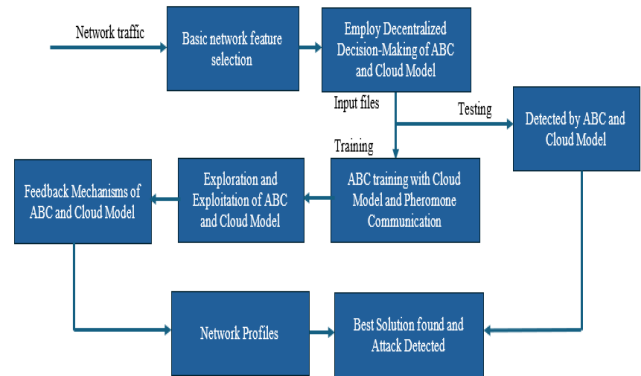 Network traffic
Basic network feature
selection
Employ Decentralized
Decision-Making of ABC
and Cloud Model
Input files
Testing
Detected by ABC and
Cloud Model
Training
Feedback Mechanisms of
ABC and Cloud Model
Exploration and
Exploitation of ABC
and Cloud Model
ABC training with Cloud
Model and Pheromone
Communication
Network Profiles
Best Solution found and
Attack Detected